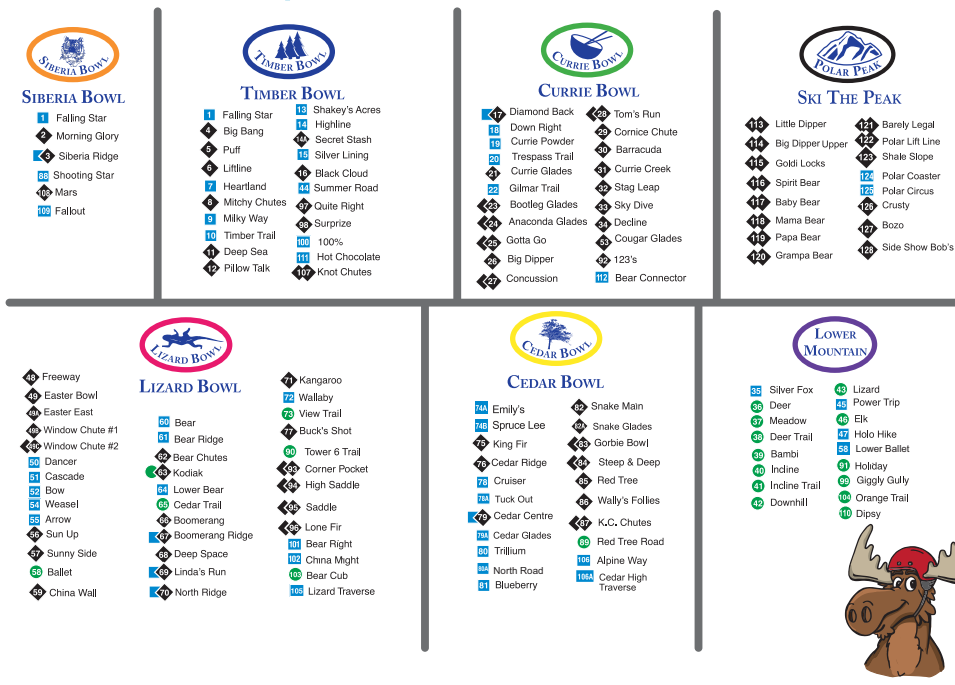 SIBERIA BOWL
SIBERIA BOWL
1 Falling Star
2 Morning Glory
3 Siberia Ridge
88 Shooting Star
108 Mars
109 Fallout
TIMBER BOWL
TIMBER BOWL
1 Falling Star
4 Big Bang
5 Puff
6 Liftline
7 Heartland
8 Mitchy Chutes
9 Milky Way
10 Timber Trail
11 Deep Sea
12 Pillow Talk
13 Shakey's Acres
14 Highline
14A Secret Stash
15 Silver Lining
16 Black Cloud
44 Summer Road
97 Quite Right
98 Surprize
100 100%
111 Hot Chocolate
107 Knot Chutes
CURRIE BOWL
CURRIE BOWL
17 Diamond Back
18 Down Right
19 Currie Powder
20 Trespass Trail
21 Currie Glades
22 Gilmar Trail
23 Bootleg Glades
24 Anaconda Glades
25 Gotta Go
26 Big Dipper
27 Concussion
28 Tom's Run
29 Cornice Chute
30 Barracuda
31 Currie Creek
32 Stag Leap
33 Sky Dive
34 Decline
53 Cougar Glades
92 123's
112 Bear Connector
POLAR PEAK
SKI THE PEAK
113 Little Dipper
114 Big Dipper Upper
115 Goldi Locks
116 Spirit Bear
117 Baby Bear
118 Mama Bear
119 Papa Bear
120 Grampa Bear
121 Barely Legal
122 Polar Lift Line
123 Shale Slope
124 Polar Coaster
125 Polar Circus
126 Crusty
127 Bozo
128 Side Show Bob's
LIZARD BOWL
LIZARD BOWL
48 Freeway
49 Easter Bowl
49A Easter East
49B Window Chute #1
49C Window Chute #2
50 Dancer
51 Cascade
52 Bow
54 Weasel
55 Arrow
56 Sun Up
57 Sunny Side
58 Ballet
59 China Wall
60 Bear
61 Bear Ridge
62 Bear Chutes
63 Kodiak
64 Lower Bear
65 Cedar Trail
66 Boomerang
67 Boomerang Ridge
68 Deep Space
69 Linda's Run
70 North Ridge
71 Kangaroo
72 Wallaby
73 View Trail
77 Buck's Shot
90 Tower 6 Trail
93 Corner Pocket
94 High Saddle
95 Saddle
96 Lone Fir
101 Bear Right
102 China Might
103 Bear Cub
105 Lizard Traverse
CEDAR BOWL
CEDAR BOWL
74A Emily's
74B Spruce Lee
75 King Fir
76 Cedar Ridge
78 Cruiser
78A Tuck Out
79 Cedar Centre
79A Cedar Glades
80 Trillium
80A North Road
81 Blueberry
82 Snake Main
82A Snake Glades
83 Gorbie Bowl
84 Steep & Deep
85 Red Tree
86 Wally's Follies
87 K.C. Chutes
89 Red Tree Road
106 Alpine Way
106A Cedar High
Traverse
LOWER
MOUNTAIN
35 Silver Fox
36 Deer
37 Meadow
38 Deer Trail
39 Bambi
40 Incline
41 Incline Trail
42 Downhill
43 Lizard
45 Power Trip
46 Elk
47 Holo Hike
58 Lower Ballet
91 Holiday
99 Giggly Gully
104 Orange Trail
110 Dipsy